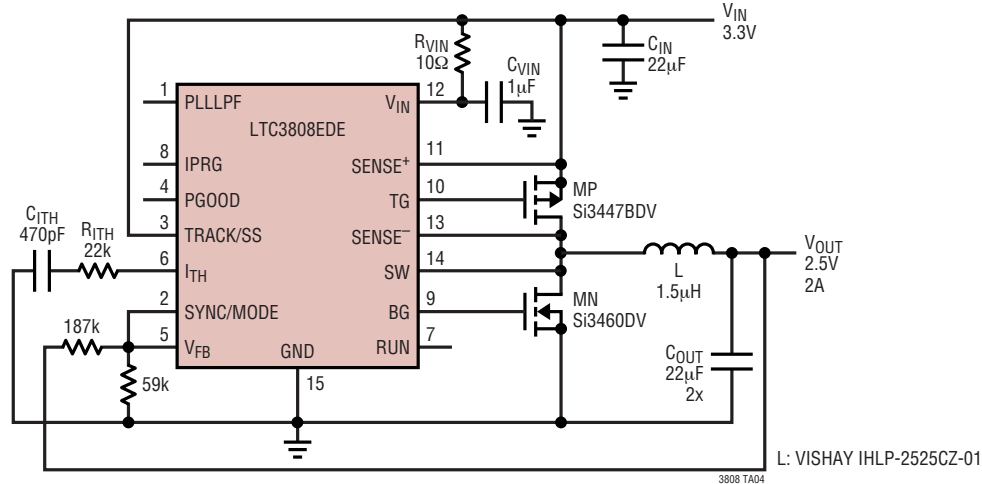 VIN
3.3V
RVIN
10Ω
CVIN
1µF
CIN
22µF
1
PLLLPF
12
VIN
LTC3808EDE
8
IPRG
11
SENSE+
4
PGOOD
10
TG
MP
Si3447BDV
CITH
470pF
RITH
22k
3
TRACK/SS
13
SENSE−
6
ITH
14
SW
L
1.5µH
VOUT
2.5V
2A
2
SYNC/MODE
9
BG
MN
Si3460DV
187k
5
VFB
7
RUN
GND
15
59k
COUT
22µF
2x
L: VISHAY IHLP-2525CZ-01
3808 TA04